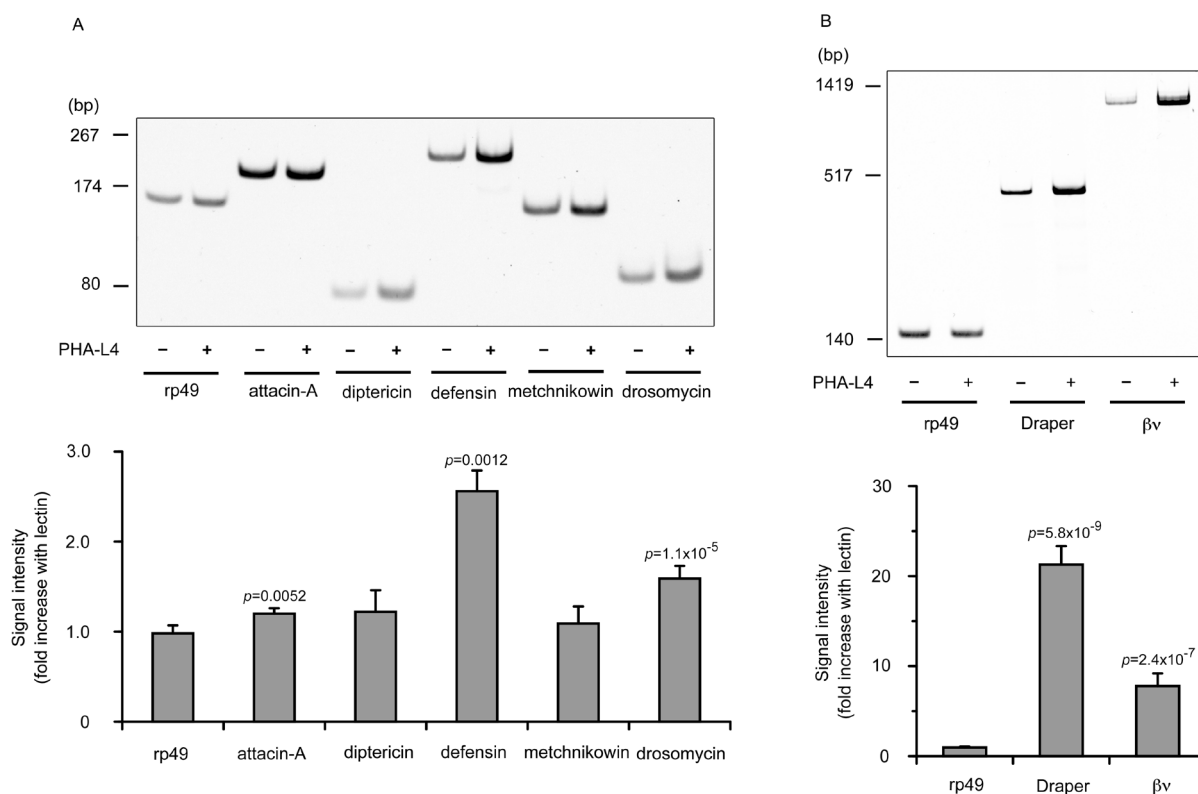 A
(bp)
267
174
80
PHA-L4 – + – + – + – + – + – +
rp49 attacin-A diptericin defensin metchnikowin drosomycin
Signal intensity
(fold increase with lectin)
3.0
2.0
1.0
0
p=0.0052
p=0.0012
p=1.1x10⁻⁵
rp49 attacin-A diptericin defensin metchnikowin drosomycin
B
(bp)
1419
517
140
PHA-L4 – + – + – +
rp49 Draper βν
Signal intensity
(fold increase with lectin)
30
20
10
0
p=5.8x10⁻⁹
p=2.4x10⁻⁷
rp49 Draper βν